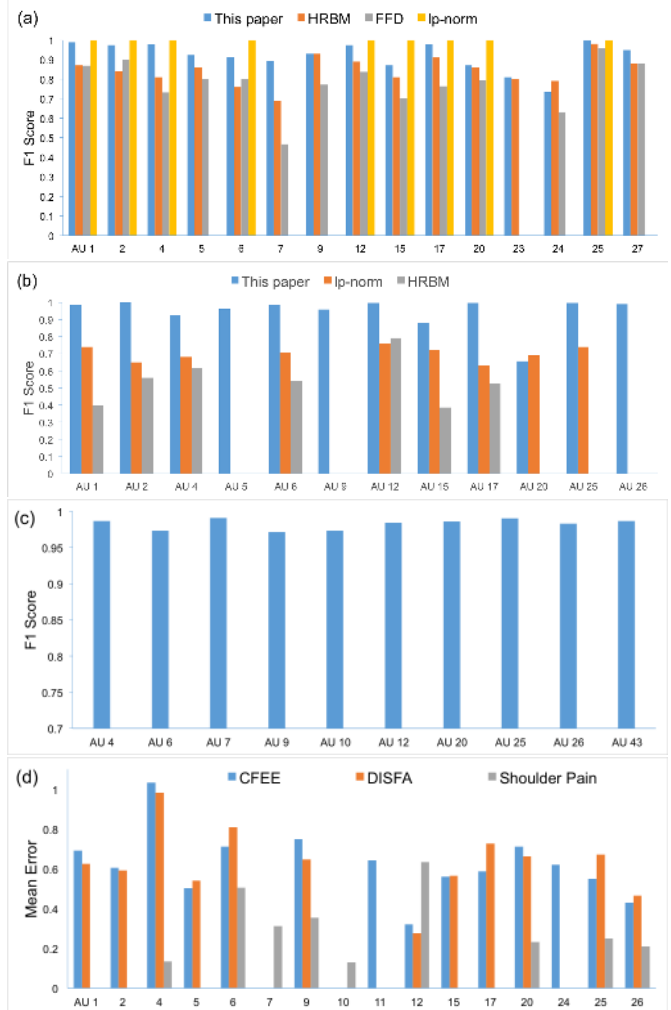 (a)
This paper HRBM FFD lp-norm
F1 Score
1
0.9
0.8
0.7
0.6
0.5
0.4
0.3
0.2
0.1
0
AU 1 2 4 5 6 7 9 12 15 17 20 23 24 25 27
(b)
This paper lp-norm HRBM
F1 Score
1
0.9
0.8
0.7
0.6
0.5
0.4
0.3
0.2
0.1
0
AU 1 AU 2 AU 4 AU 5 AU 6 AU 9 AU 12 AU 15 AU 17 AU 20 AU 25 AU 26
(c)
F1 Score
1
0.95
0.9
0.85
0.8
0.75
0.7
AU 4 AU 6 AU 7 AU 9 AU 10 AU 12 AU 20 AU 25 AU 26 AU 43
(d)
CFEE DISFA Shoulder Pain
Mean Error
1
0.8
0.6
0.4
0.2
0
AU 1 2 4 5 6 7 9 10 11 12 15 17 20 24 25 26